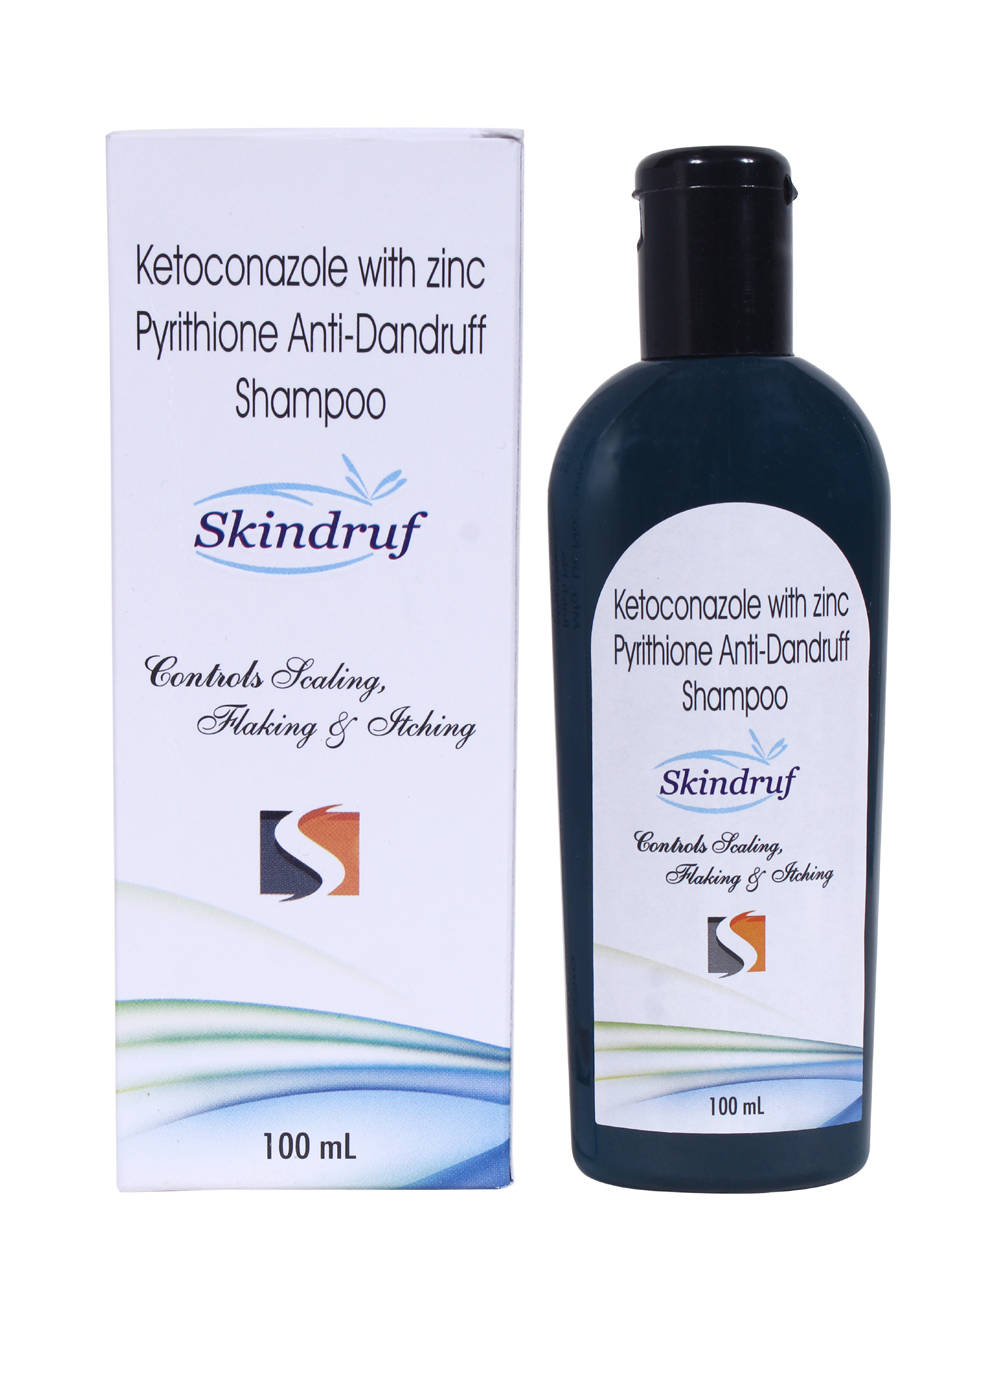 Ketoconazole with zinc
Pyrithione Anti-Dandruff
Shampoo
Skindruf
Controls Scaling,
Flaking & Itching
100 mL
Ketoconazole with zinc
Pyrithione Anti-Dandruff
Shampoo
Skindruf
Controls Scaling,
Flaking & Itching
100 mL